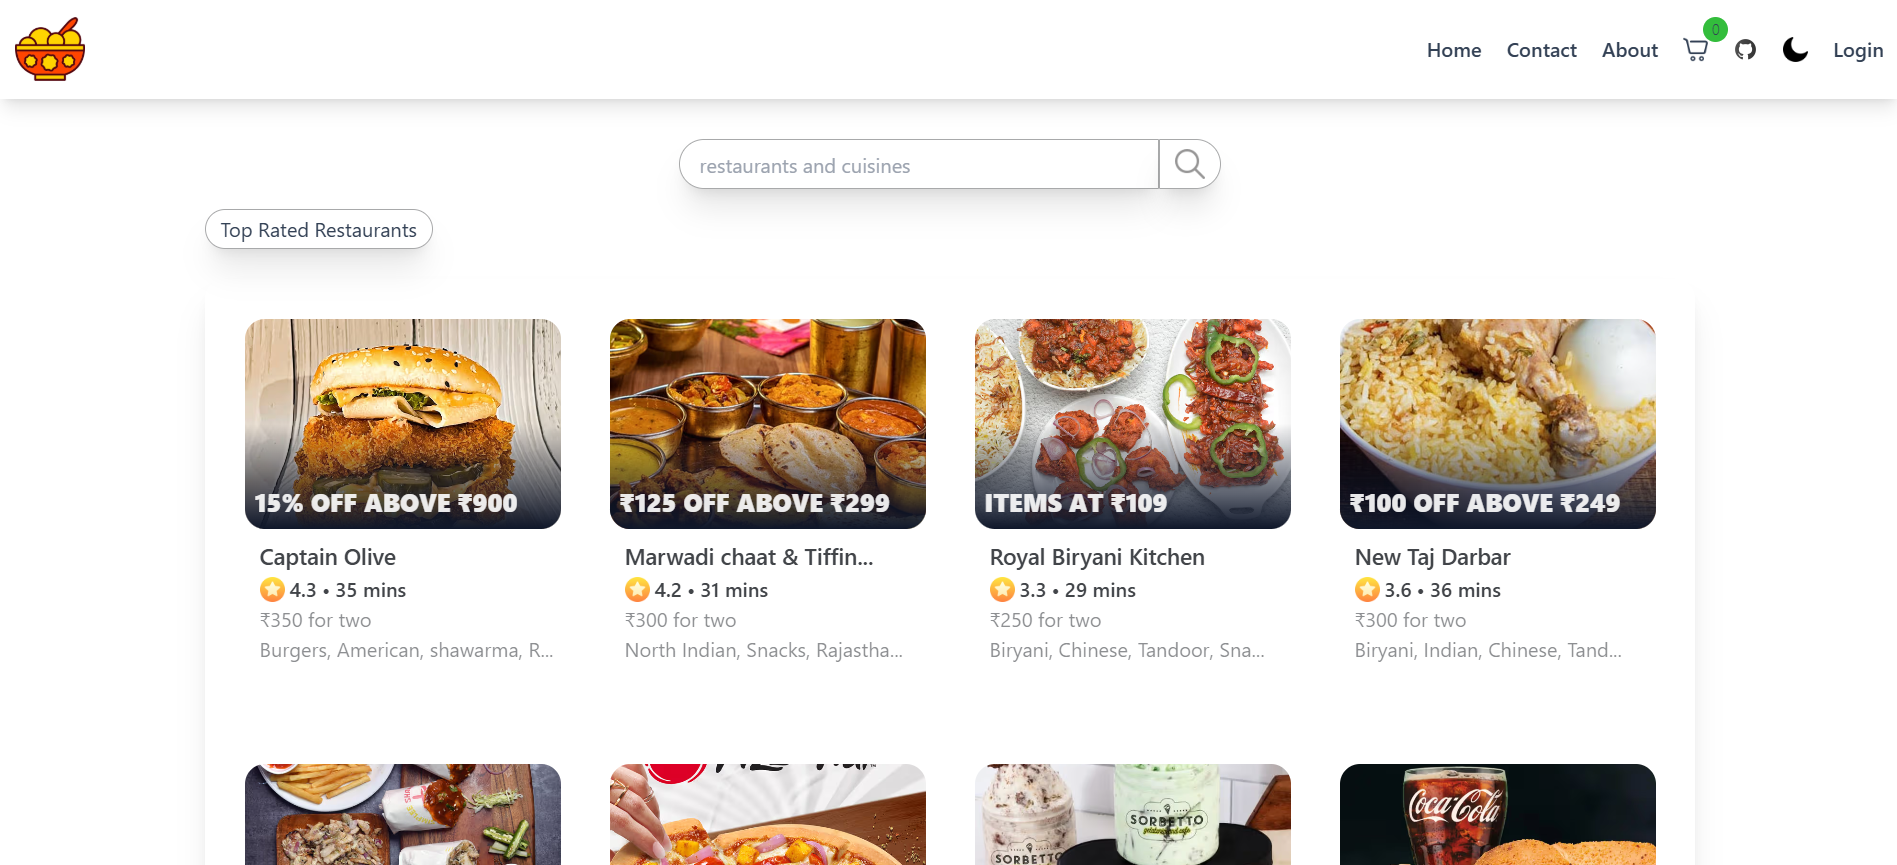 Home Contact About 0 Login
restaurants and cuisines
Top Rated Restaurants
15% OFF ABOVE ₹900
₹125 OFF ABOVE ₹299
ITEMS AT ₹109
₹100 OFF ABOVE ₹249
Captain Olive
4.3 • 35 mins
₹350 for two
Burgers, American, shawarma, R...
Marwadi chaat & Tiffin...
4.2 • 31 mins
₹300 for two
North Indian, Snacks, Rajastha...
Royal Biryani Kitchen
3.3 • 29 mins
₹250 for two
Biryani, Chinese, Tandoor, Sna...
New Taj Darbar
3.6 • 36 mins
₹300 for two
Biryani, Indian, Chinese, Tand...
SORBETTO
SORBETTO
Coca-Cola